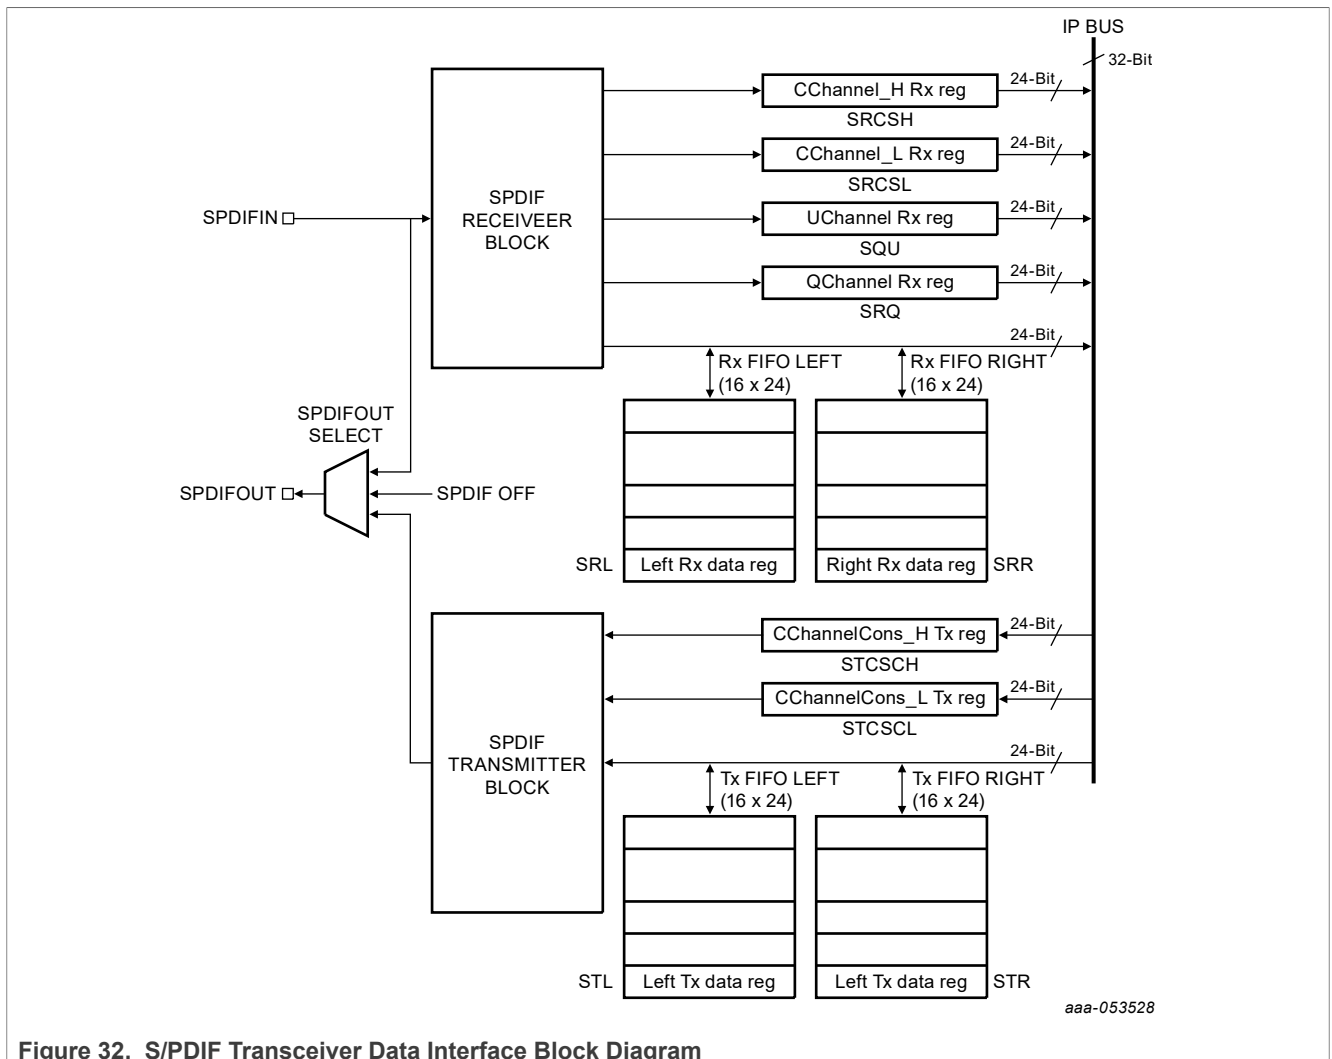 IP BUS
32-Bit
24-Bit
CChannel_H Rx reg
SRCSH
24-Bit
CChannel_L Rx reg
SRCSL
SPDIF
RECEIVEER
BLOCK
SPDIFIN
24-Bit
UChannel Rx reg
SQU
24-Bit
QChannel Rx reg
SRQ
24-Bit
Rx FIFO LEFT
(16 x 24)
Rx FIFO RIGHT
(16 x 24)
SPDIFOUT
SELECT
SPDIFOUT
SPDIF OFF
SRL
Left Rx data reg
Right Rx data reg
SRR
24-Bit
CChannelCons_H Tx reg
STCSCH
24-Bit
CChannelCons_L Tx reg
STCSCL
SPDIF
TRANSMITTER
BLOCK
24-Bit
Tx FIFO LEFT
(16 x 24)
Tx FIFO RIGHT
(16 x 24)
STL
Left Tx data reg
Left Tx data reg
STR
aaa-053528
Figure 32. S/PDIF Transceiver Data Interface Block Diagram